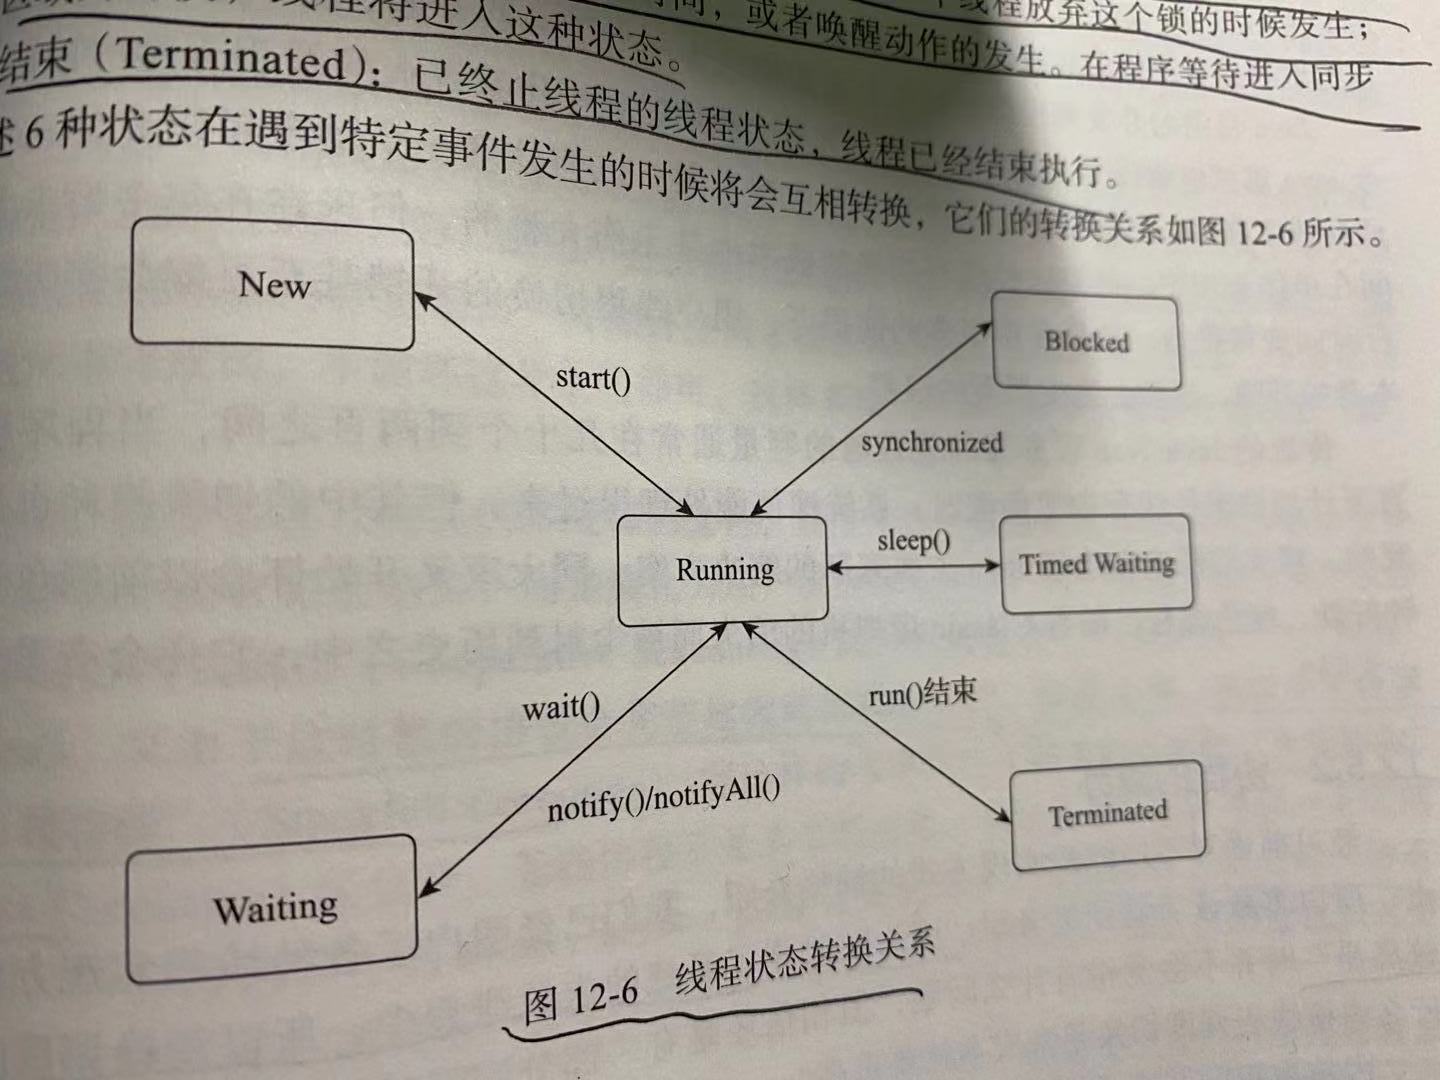 线程放弃这个锁的时候发生;
或者唤醒动作的发生。在程序等待进入同步
线程将进入这种状态。
结束(Terminated):已终止线程的线程状态,线程已经结束执行。
述6种状态在遇到特定事件发生的时候将会互相转换,它们的转换关系如图12-6所示。
New
Blocked
start()
synchronized
sleep()
Running
Timed Waiting
wait()
run()结束
notify()/notifyAll()
Terminated
Waiting
图 12-6 线程状态转换关系